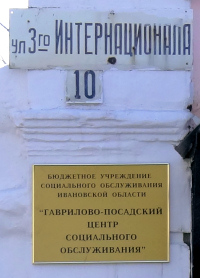 ул 3го ИНТЕРНАЦИОНАЛА
10
БЮДЖЕТНОЕ УЧРЕЖДЕНИЕ
СОЦИАЛЬНОГО ОБСЛУЖИВАНИЯ
ИВАНОВСКОЙ ОБЛАСТИ
"ГАВРИЛОВО-ПОСАДСКИЙ
ЦЕНТР
СОЦИАЛЬНОГО
ОБСЛУЖИВАНИЯ"